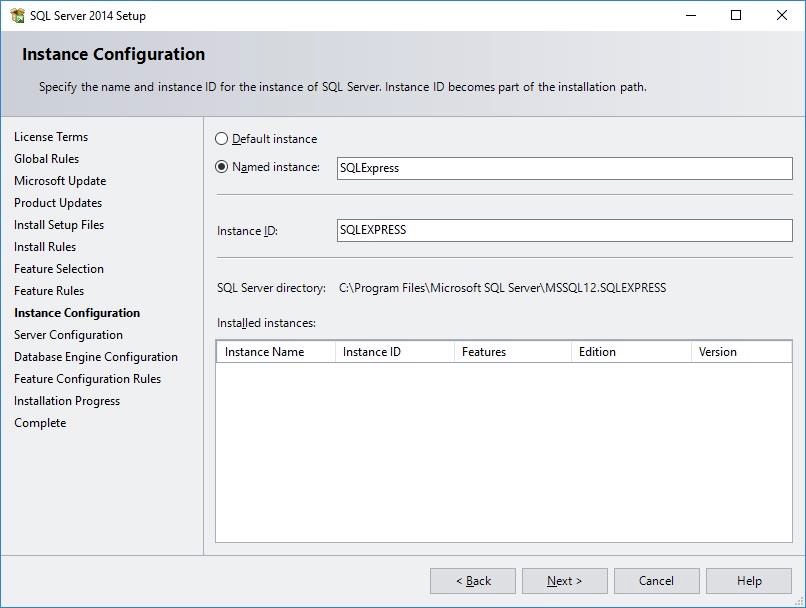 SQL Server 2014 Setup
Instance Configuration
Specify the name and instance ID for the instance of SQL Server. Instance ID becomes part of the installation path.
License Terms
Global Rules
Microsoft Update
Product Updates
Install Setup Files
Install Rules
Feature Selection
Feature Rules
Instance Configuration
Server Configuration
Database Engine Configuration
Feature Configuration Rules
Installation Progress
Complete
Default instance
Named instance: SQLExpress
Instance ID: SQLEXPRESS
SQL Server directory: C:\Program Files\Microsoft SQL Server\MSSQL12.SQLEXPRESS
Installed instances:
Instance Name Instance ID Features Edition Version
< Back Next > Cancel Help